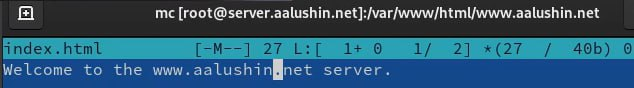 mc [root@server.aalushin.net]:/var/www/html/www.aalushin.net
index.html [-M--] 27 L:[ 1+ 0 1/ 2] *(27 / 40b) 0
Welcome to the www.aalushin.net server.